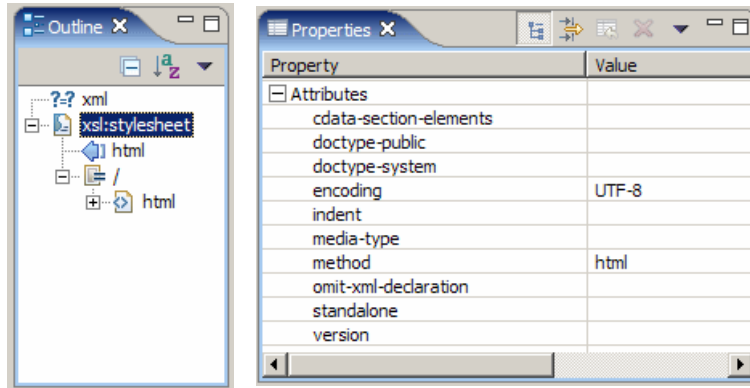 Outline
a
z
?=? xml
xsl:stylesheet
html
/
html
Properties
Property Value
Attributes
cdata-section-elements
doctype-public
doctype-system
encoding UTF-8
indent
media-type
method html
omit-xml-declaration
standalone
version